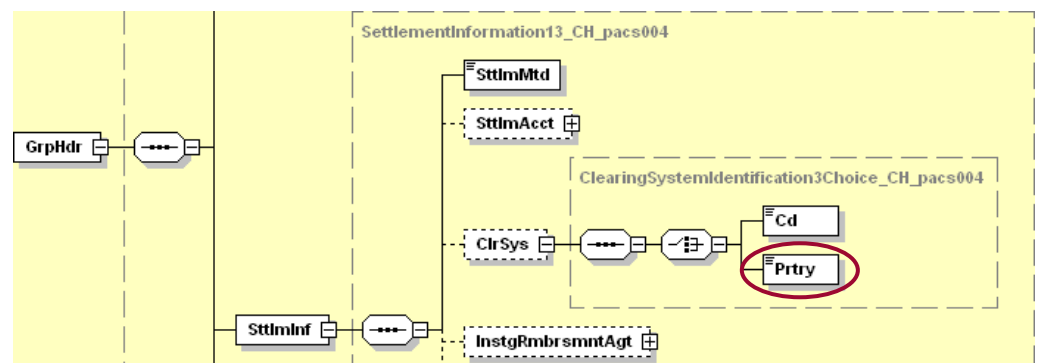 SettlementInformation13_CH_pacs004
SttlmMtd
SttlmAcct
GrpHdr
ClearingSystemIdentification3Choice_CH_pacs004
Cd
ClrSys
Prtry
SttlmInf
InstgRmbrsmntAgt